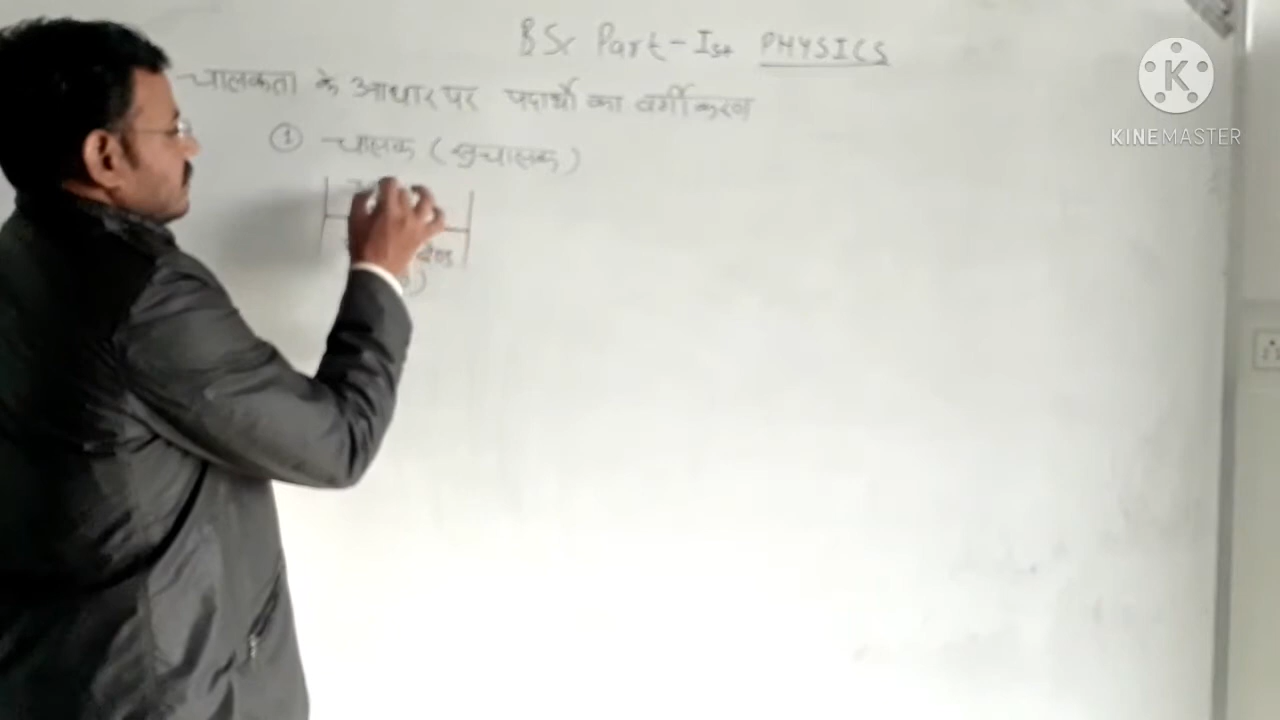 BSc Part-Ist PHYSICS
चालकता के आधार पर पदार्थों का वर्गीकरण
① चालक (सुचालक)
बैण्ड
KINEMASTER